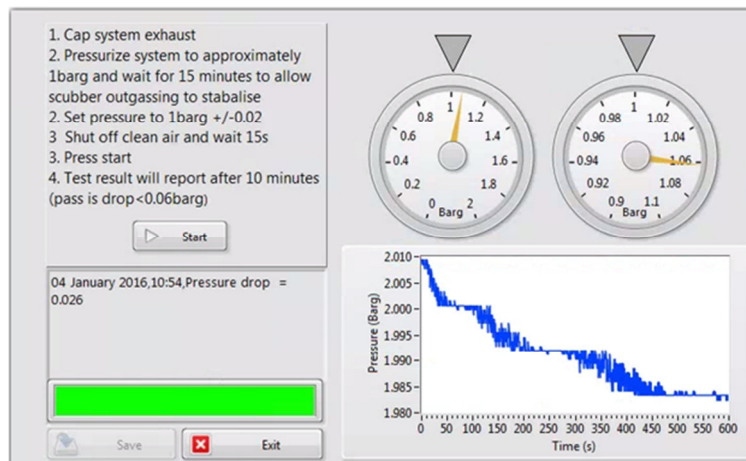 1. Cap system exhaust
2. Pressurize system to approximately
1barg and wait for 15 minutes to allow
scubber outgassing to stabalise
2. Set pressure to 1barg +/-0.02
3  Shut off clean air and wait 15s
3. Press start
4. Test result will report after 10 minutes
(pass is drop<0.06barg)
Start
04 January 2016,10:54,Pressure drop  =
0.026
Save
Exit
0
0.2
0.4
0.6
0.8
1
1.2
1.4
1.6
1.8
2
Barg
0.9
0.92
0.94
0.96
0.98
1
1.02
1.04
1.06
1.08
1.1
Barg
Pressure (Barg)
2.010
2.005
2.000
1.995
1.990
1.985
1.980
0 50 100 150 200 250 300 350 400 450 500 550 600
Time (s)